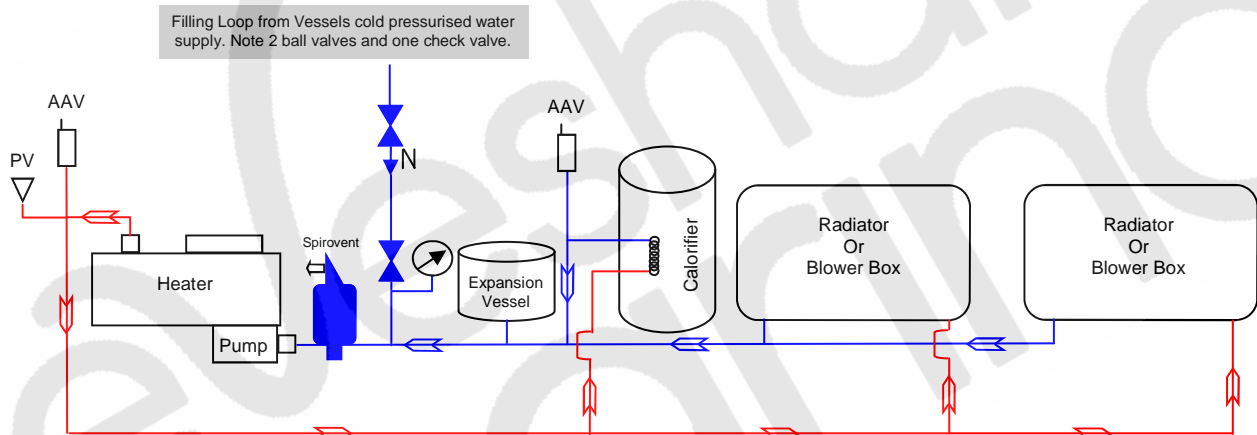 Filling Loop from Vessels cold pressurised water
supply. Note 2 ball valves and one check valve.
AAV
AAV
PV
N
Spirovent
Heater
Pump
Expansion
Vessel
Calorifier
Radiator
Or
Blower Box
Radiator
Or
Blower Box